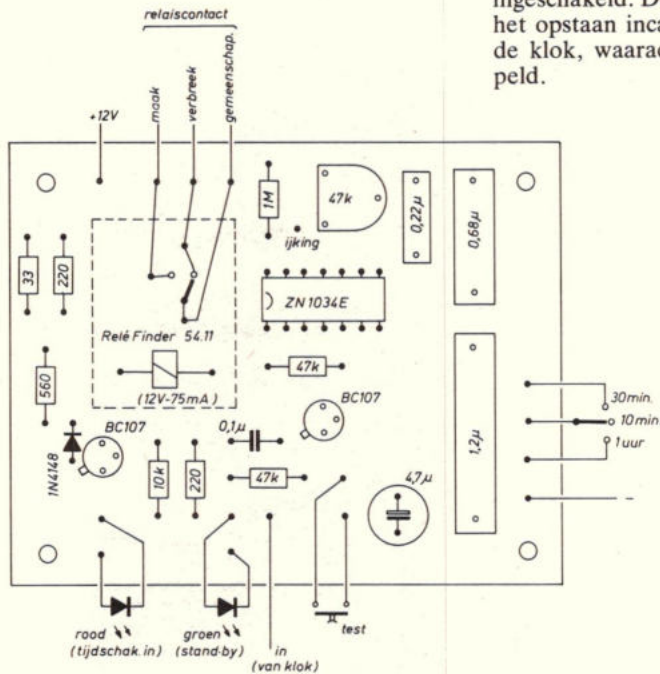 ingeschakeld. D
het opstaan inca
de klok, waara
peld.
relaiscontact
+12V
maak
verbreek
gemeenschap.
1M
47k
0,22µ
0,68µ
ijking
33
220
ZN 1034E
Relé Finder 54.11
(12V-75mA)
47k
560
BC107
BC107
0,1µ
1N4148
10k
220
47k
4,7µ
1,2µ
30min.
10min
1uur
-
rood
(tijdschak.in)
groen
(stand-by)
in
(van klok)
test